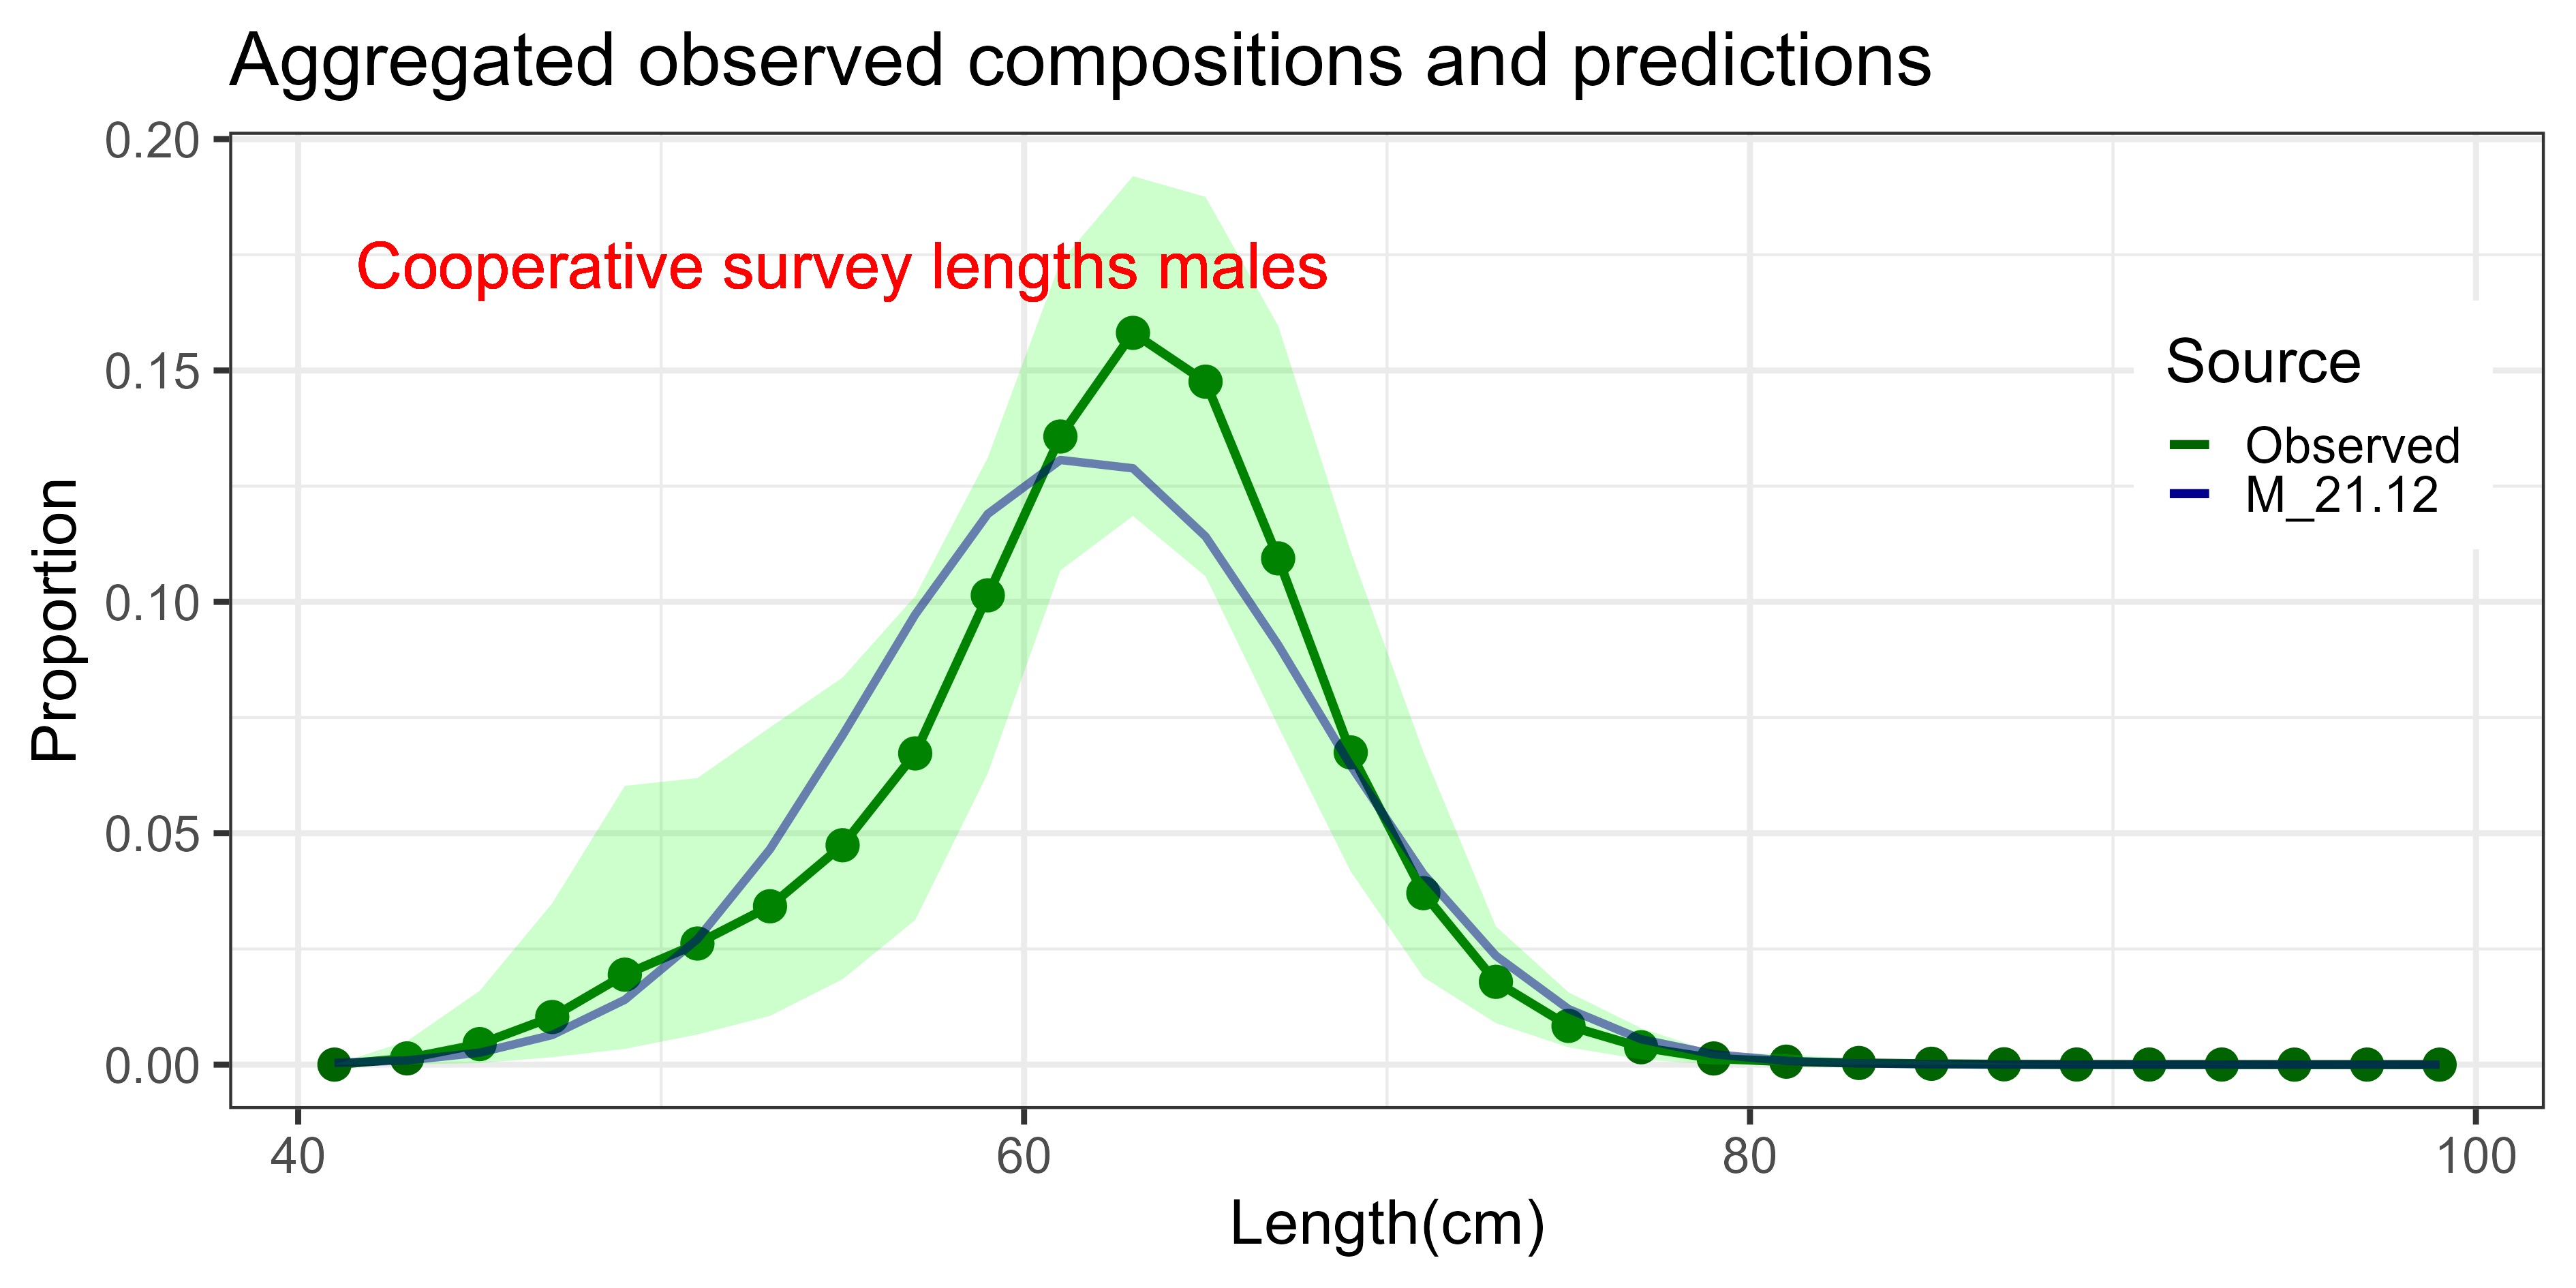 Aggregated observed compositions and predictions
0.20
Cooperative survey lengths males
0.15
Source
Observed
M_21.12
0.10
Proportion
0.05
0.00
40 60 80 100
Length(cm)